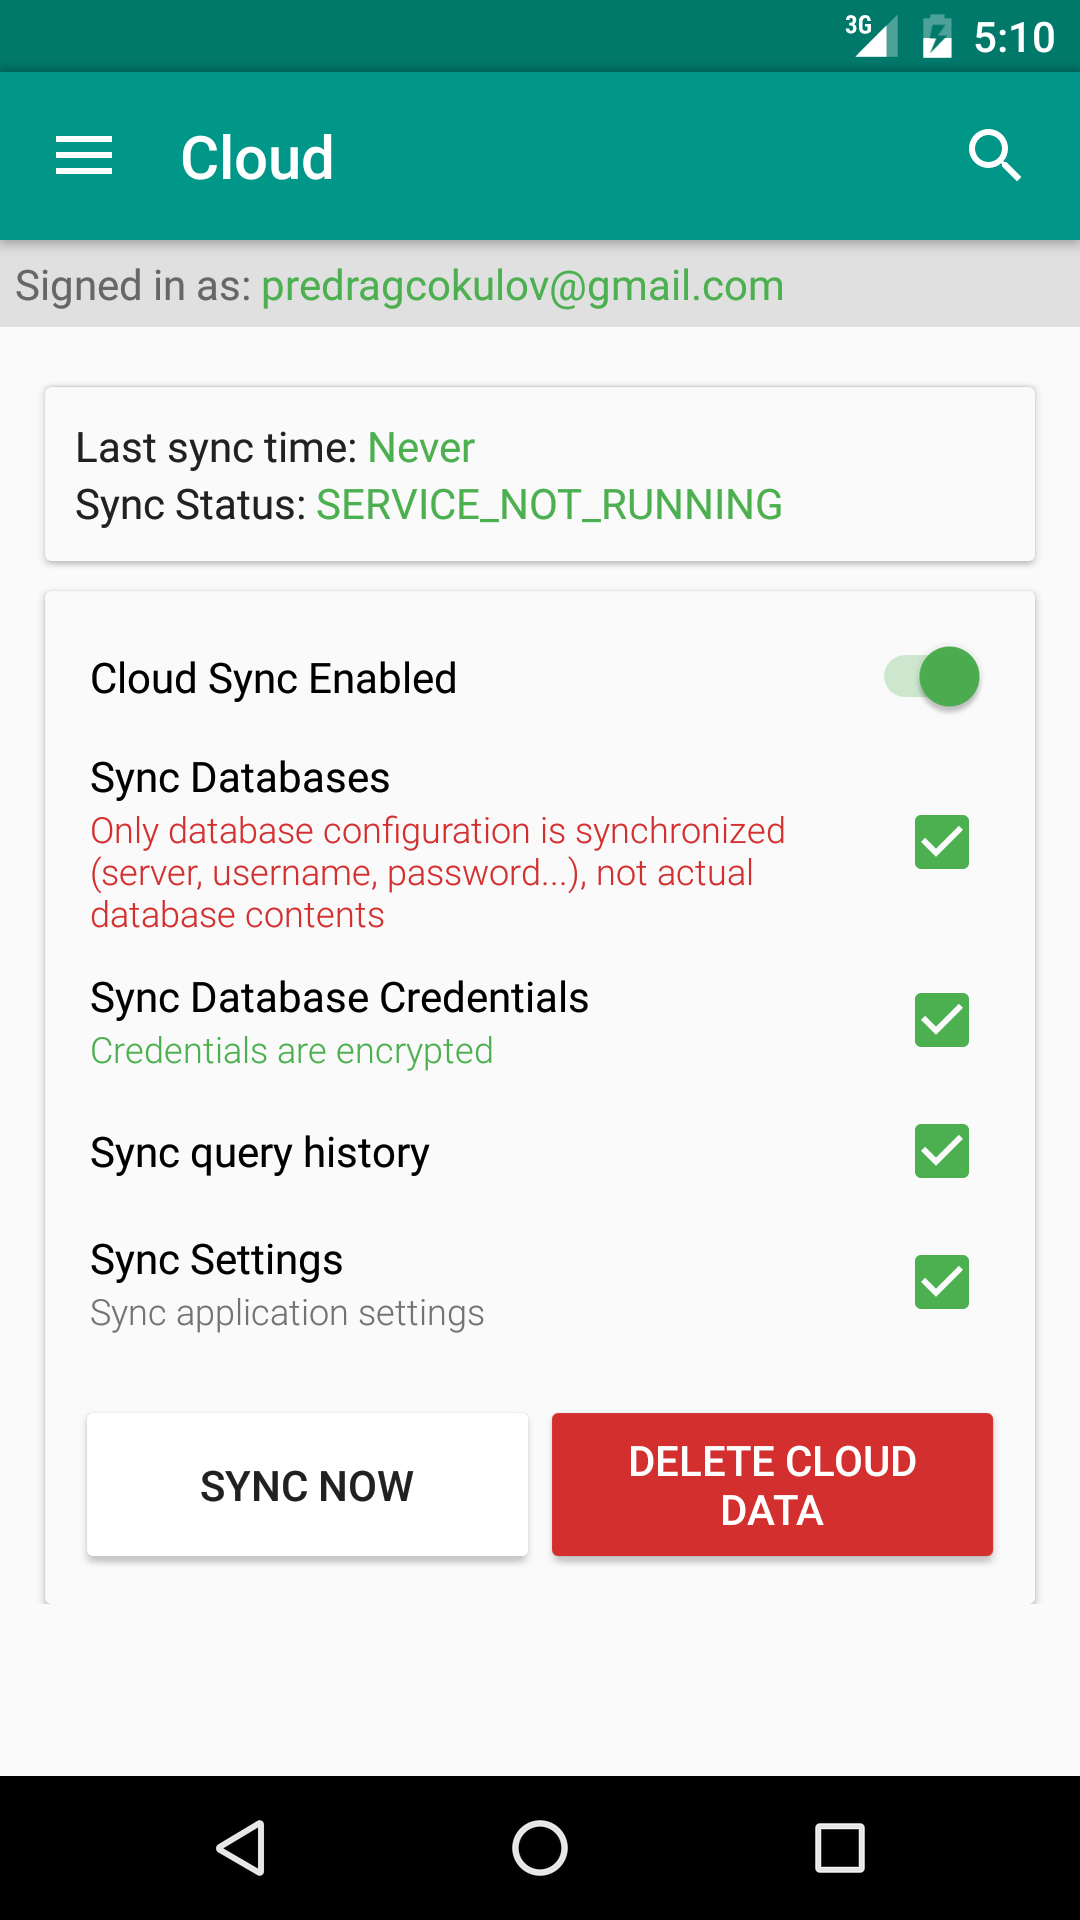 3G 5:10
Cloud
Signed in as: predragcokulov@gmail.com
Last sync time: Never
Sync Status: SERVICE_NOT_RUNNING
Cloud Sync Enabled
Sync Databases
Only database configuration is synchronized
(server, username, password...), not actual
database contents
Sync Database Credentials
Credentials are encrypted
Sync query history
Sync Settings
Sync application settings
SYNC NOW
DELETE CLOUD
DATA